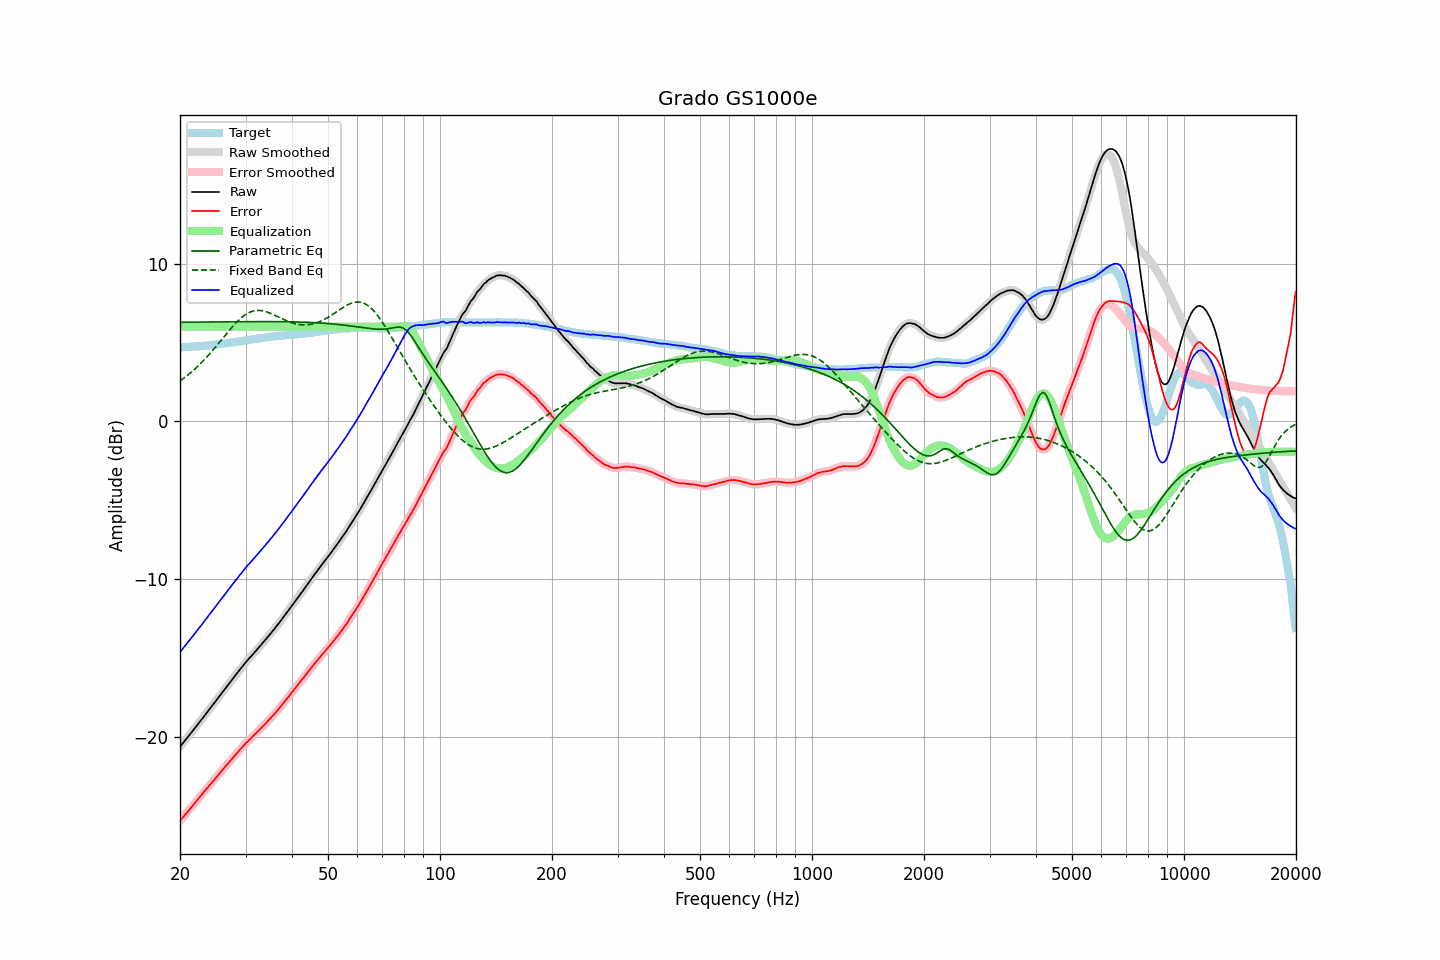 Grado GS1000e
Target
Raw Smoothed
Error Smoothed
Raw
Error
Equalization
Parametric Eq
Fixed Band Eq
Equalized
10
0
−10
−20
Amplitude (dBr)
20 50 100 200 500 1000 2000 5000 10000 20000
Frequency (Hz)